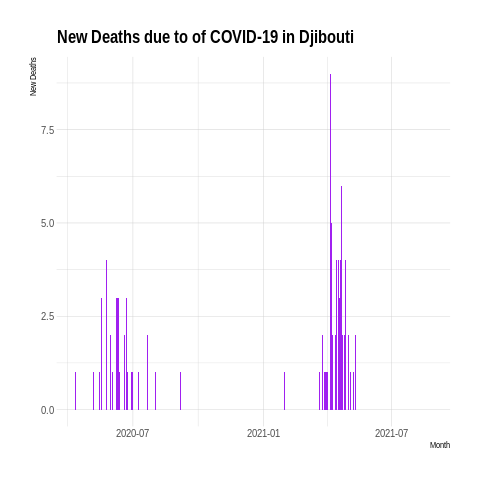 New Deaths due to of COVID-19 in Djibouti
New Deaths
7.5
5.0
2.5
0.0
2020-07
2021-01
2021-07
Month